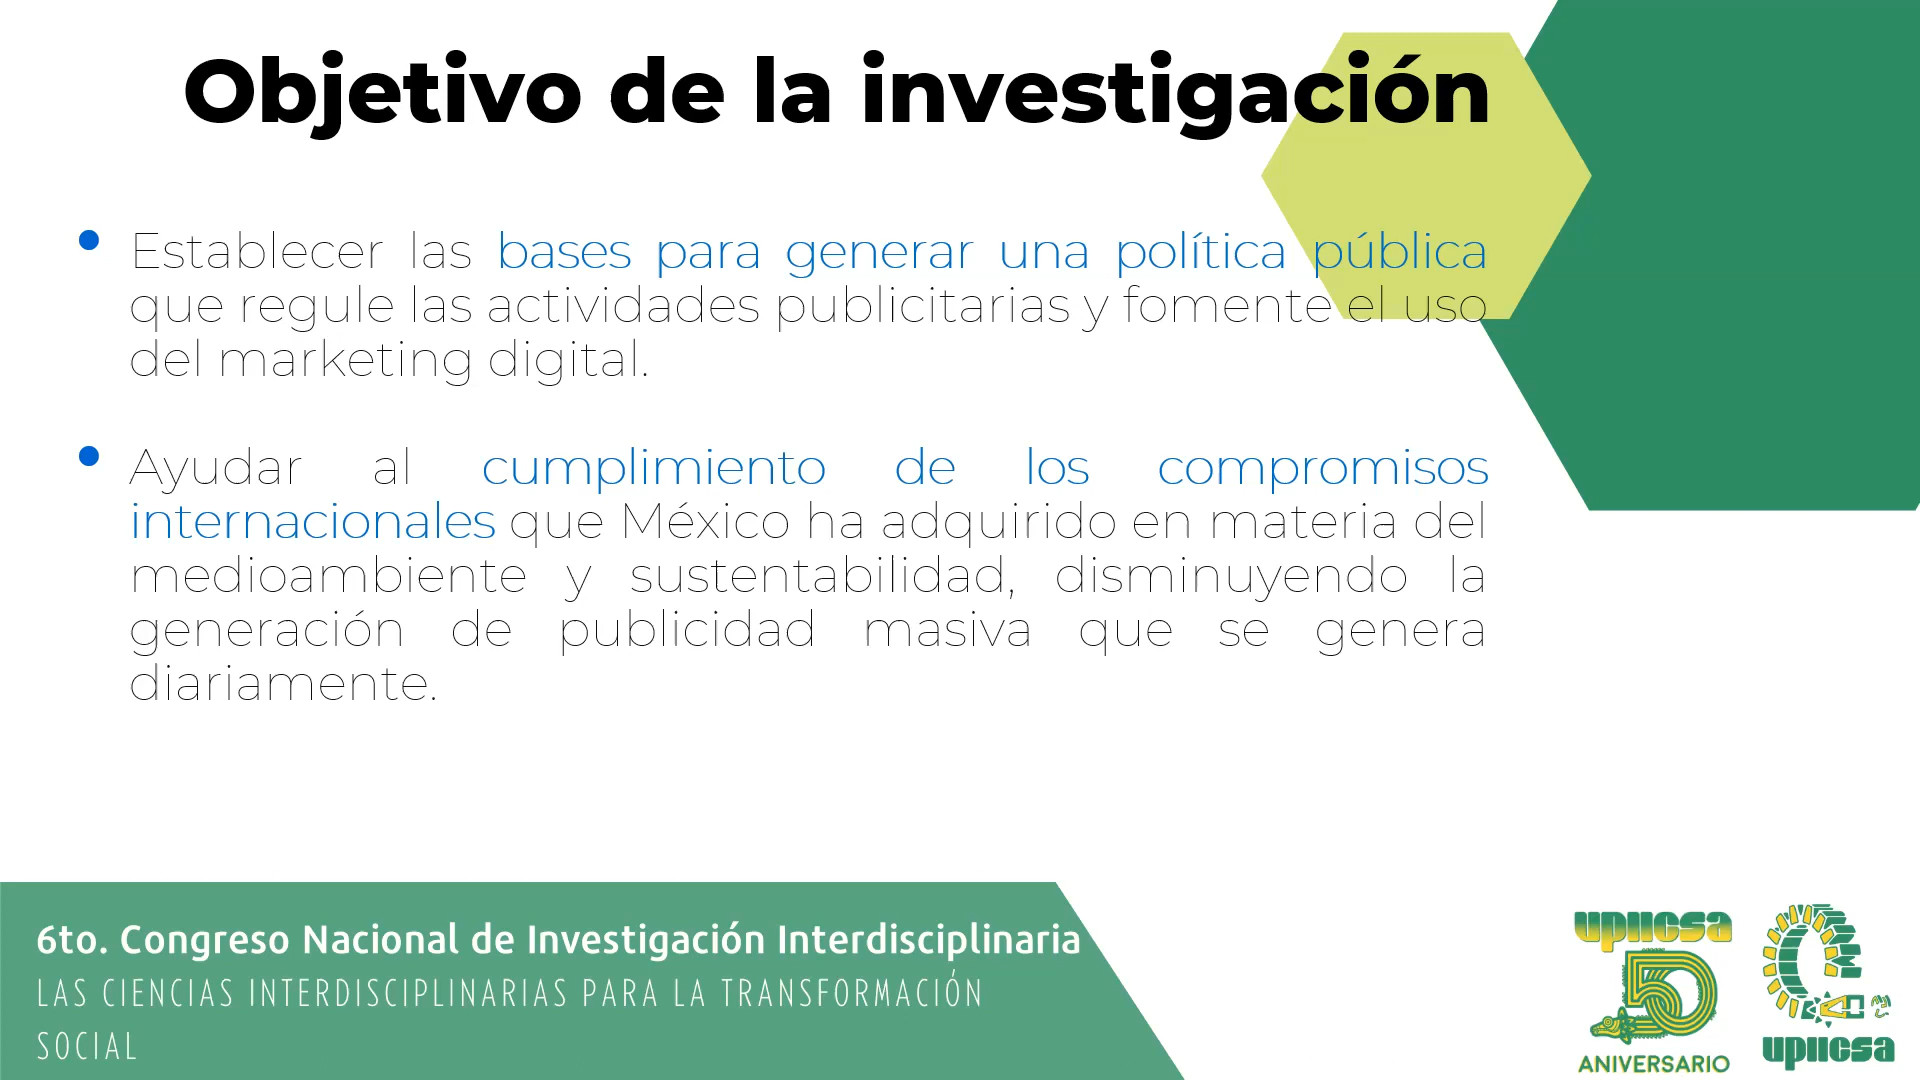 Objetivo de la investigación
• Establecer las bases para generar una política pública
que regule las actividades publicitarias y fomente el uso
del marketing digital.
• Ayudar al cumplimiento de los compromisos
internacionales que México ha adquirido en materia del
medioambiente y sustentabilidad, disminuyendo la
generación de publicidad masiva que se genera
diariamente.
6to. Congreso Nacional de Investigación Interdisciplinaria
LAS CIENCIAS INTERDISCIPLINARIAS PARA LA TRANSFORMACIÓN
SOCIAL
upiicsa
50
ANIVERSARIO
upiicsa